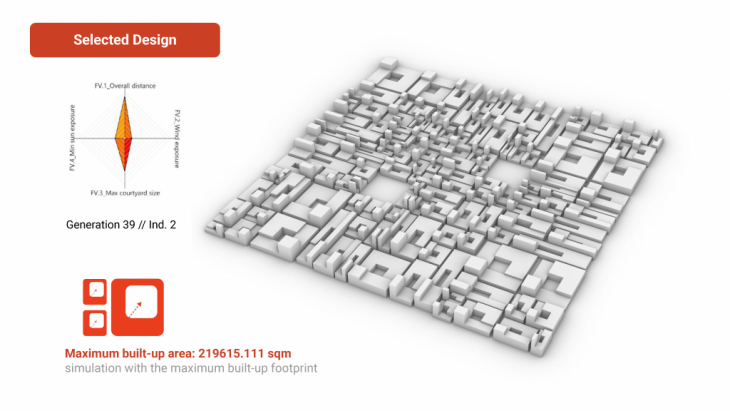 Selected Design
FV.1_Overall distance
FV.4_Min sun exposure
FV.2_Wind exposure
FV.3_Max courtyard size
Generation 39 // Ind. 2
Maximum built-up area: 219615.111 sqm
simulation with the maximum built-up footprint